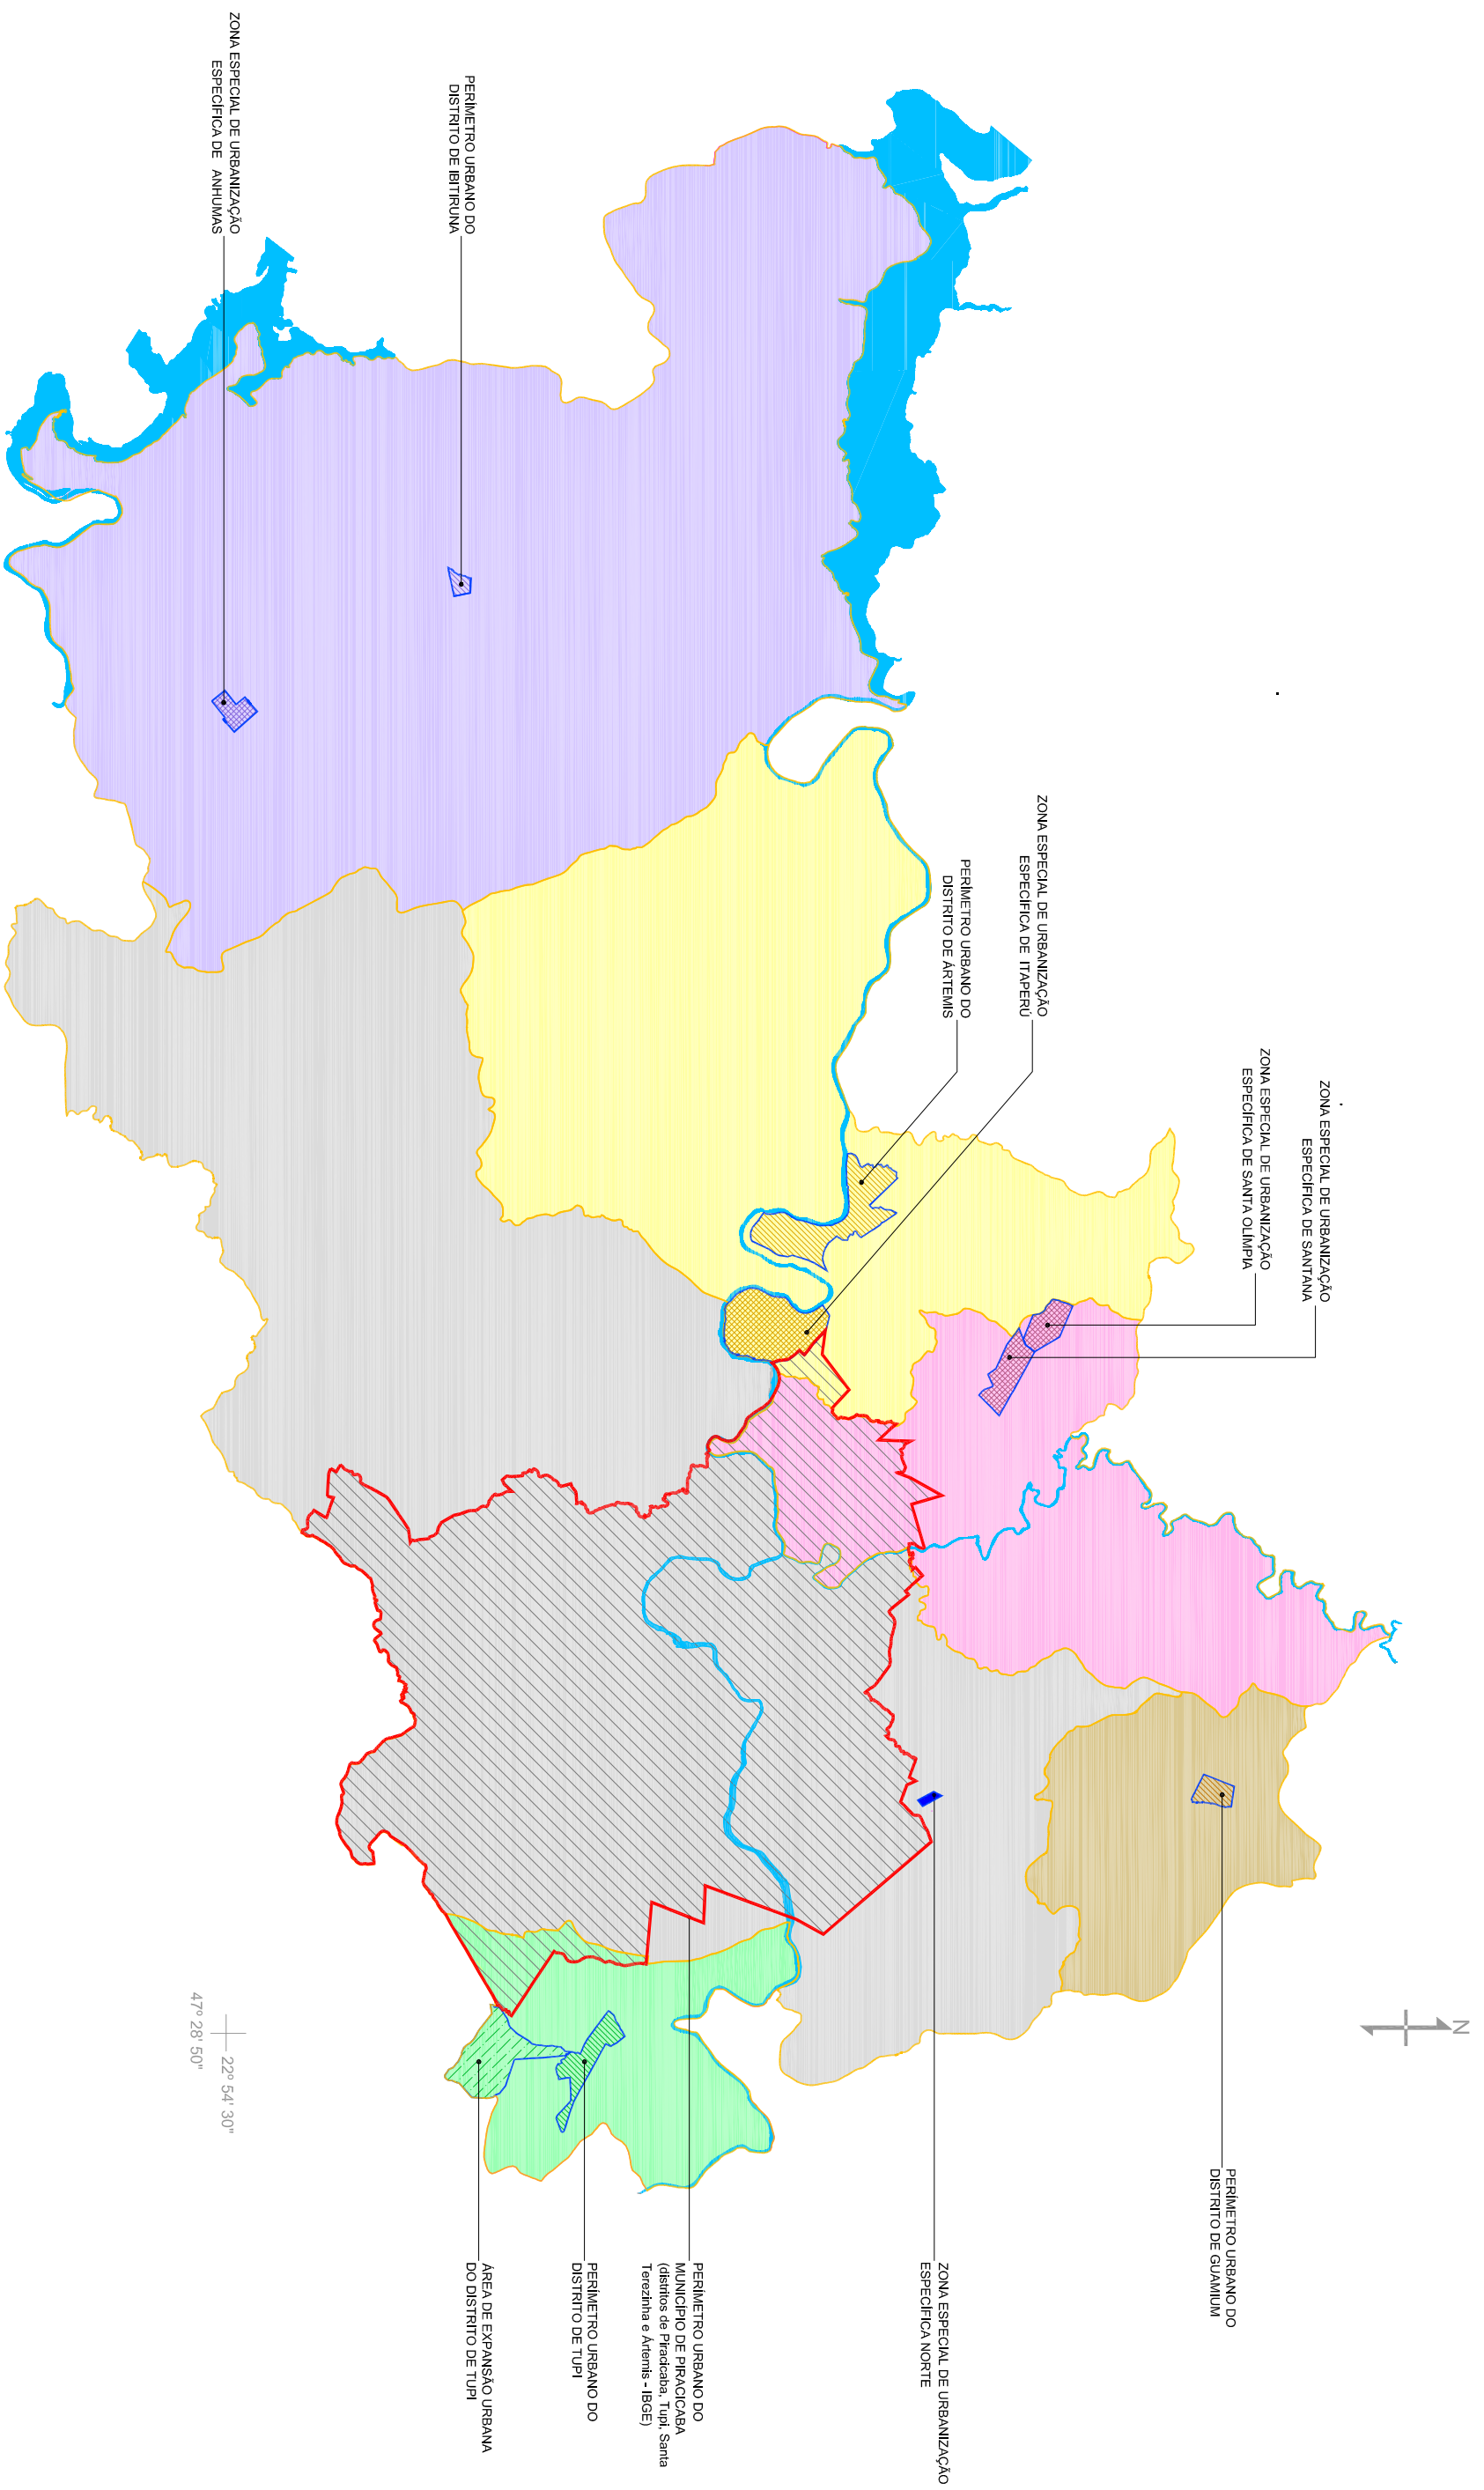 ZONA ESPECIAL DE URBANIZAÇÃO
ESPECÍFICA DE SANTANA
ZONA ESPECIAL DE URBANIZAÇÃO
ESPECÍFICA DE SANTA OLÍMPIA
ZONA ESPECIAL DE URBANIZAÇÃO
ESPECÍFICA DE ITAPERÚ
PERÍMETRO URBANO DO
DISTRITO DE ÁRTEMIS
PERÍMETRO URBANO DO
DISTRITO DE IBITIRUNA
ZONA ESPECIAL DE URBANIZAÇÃO
ESPECÍFICA DE ANHUMAS
N
PERÍMETRO URBANO DO
DISTRITO DE GUAMIUM
ZONA ESPECIAL DE URBANIZAÇÃO
ESPECÍFICA NORTE
PERÍMETRO URBANO DO
MUNICÍPIO DE PIRACICABA
(distritos de Piracicaba, Tupi, Santa
Terezinha e Ártemis - IBGE)
PERÍMETRO URBANO DO
DISTRITO DE TUPI
ÁREA DE EXPANSÃO URBANA
DO DISTRITO DE TUPI
22° 54' 30"
47° 28' 50"